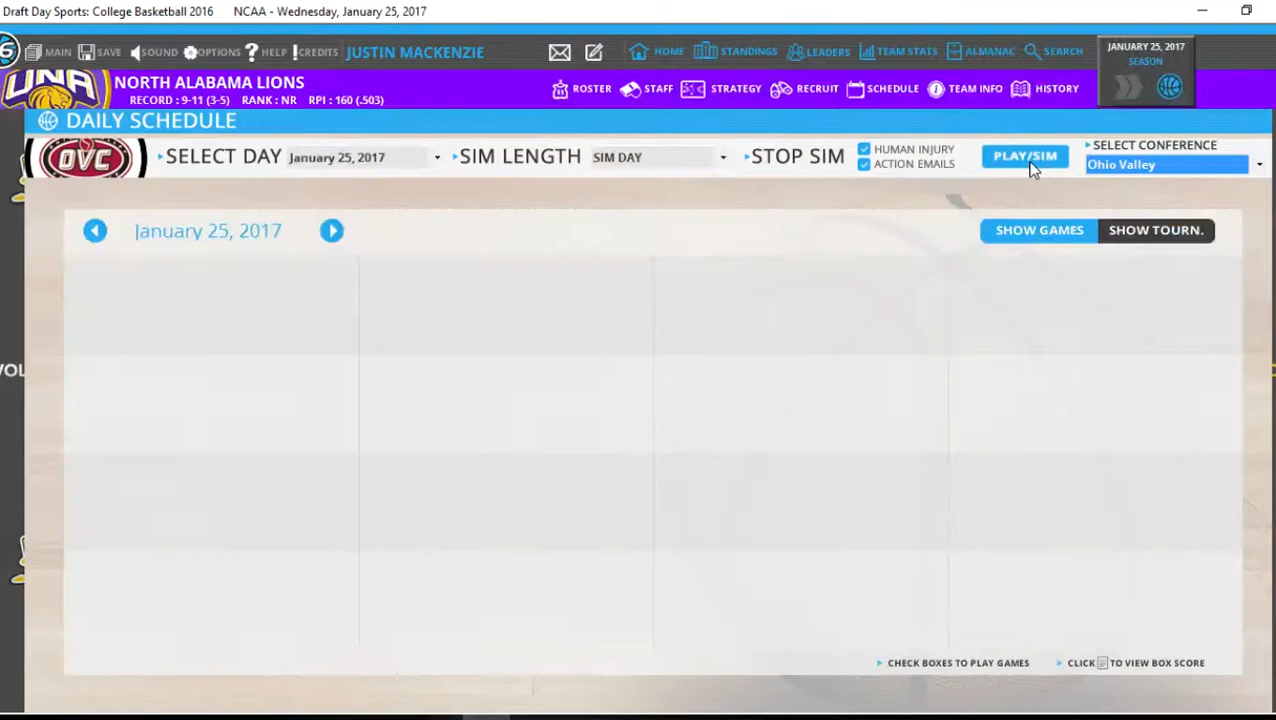 Draft Day Sports: College Basketball 2016 NCAA - Wednesday, January 25, 2017
MAIN SAVE SOUND OPTIONS ? HELP ! CREDITS JUSTIN MACKENZIE HOME STANDINGS LEADERS TEAM STATS ALMANAC SEARCH
JANUARY 25, 2017
SEASON
UNA
NORTH ALABAMA LIONS
RECORD : 9-11 (3-5) RANK : NR RPI : 160 (.503)
ROSTER STAFF STRATEGY RECRUIT SCHEDULE TEAM INFO HISTORY
DAILY SCHEDULE
OVC
SELECT DAY January 25, 2017 SIM LENGTH SIM DAY STOP SIM
HUMAN INJURY
ACTION EMAILS
PLAY/SIM
SELECT CONFERENCE
Ohio Valley
January 25, 2017
SHOW GAMES SHOW TOURN.
VOL
CHECK BOXES TO PLAY GAMES CLICK TO VIEW BOX SCORE